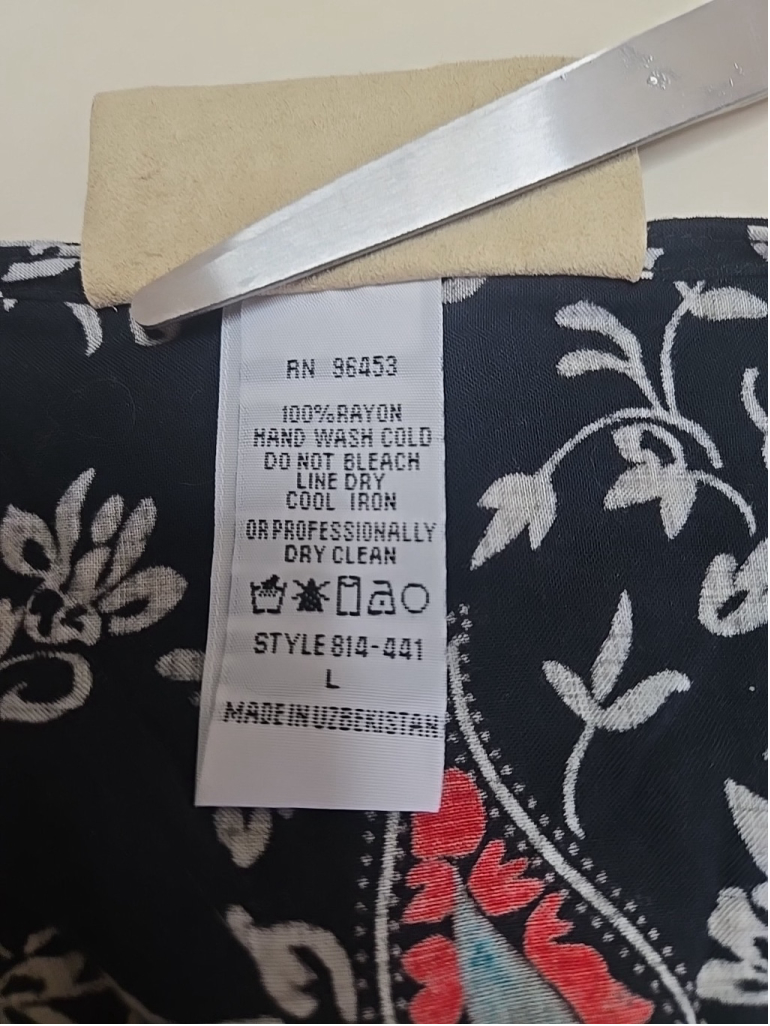 RN 96453
100%RAYON
HAND WASH COLD
DO NOT BLEACH
LINE DRY
COOL IRON
OR PROFESSIONALLY
DRY CLEAN
STYLE 814-441
L
MADE IN UZBEKISTAN